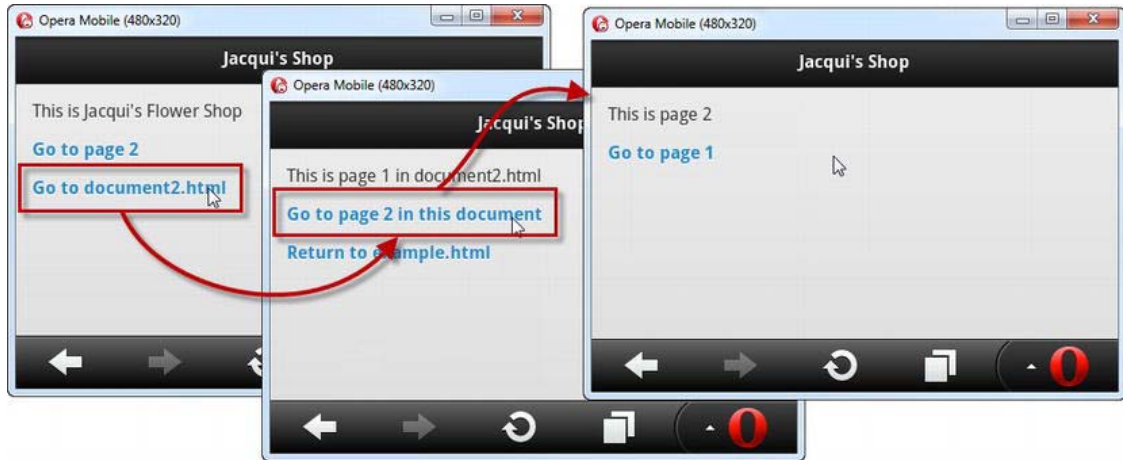 Opera Mobile (480x320)
Jacqui's Shop
This is Jacqui's Flower Shop
Go to page 2
Go to document2.html
Opera Mobile (480x320)
Jacqui's Shop
This is page 1 in document2.html
Go to page 2 in this document
Return to example.html
Opera Mobile (480x320)
Jacqui's Shop
This is page 2
Go to page 1